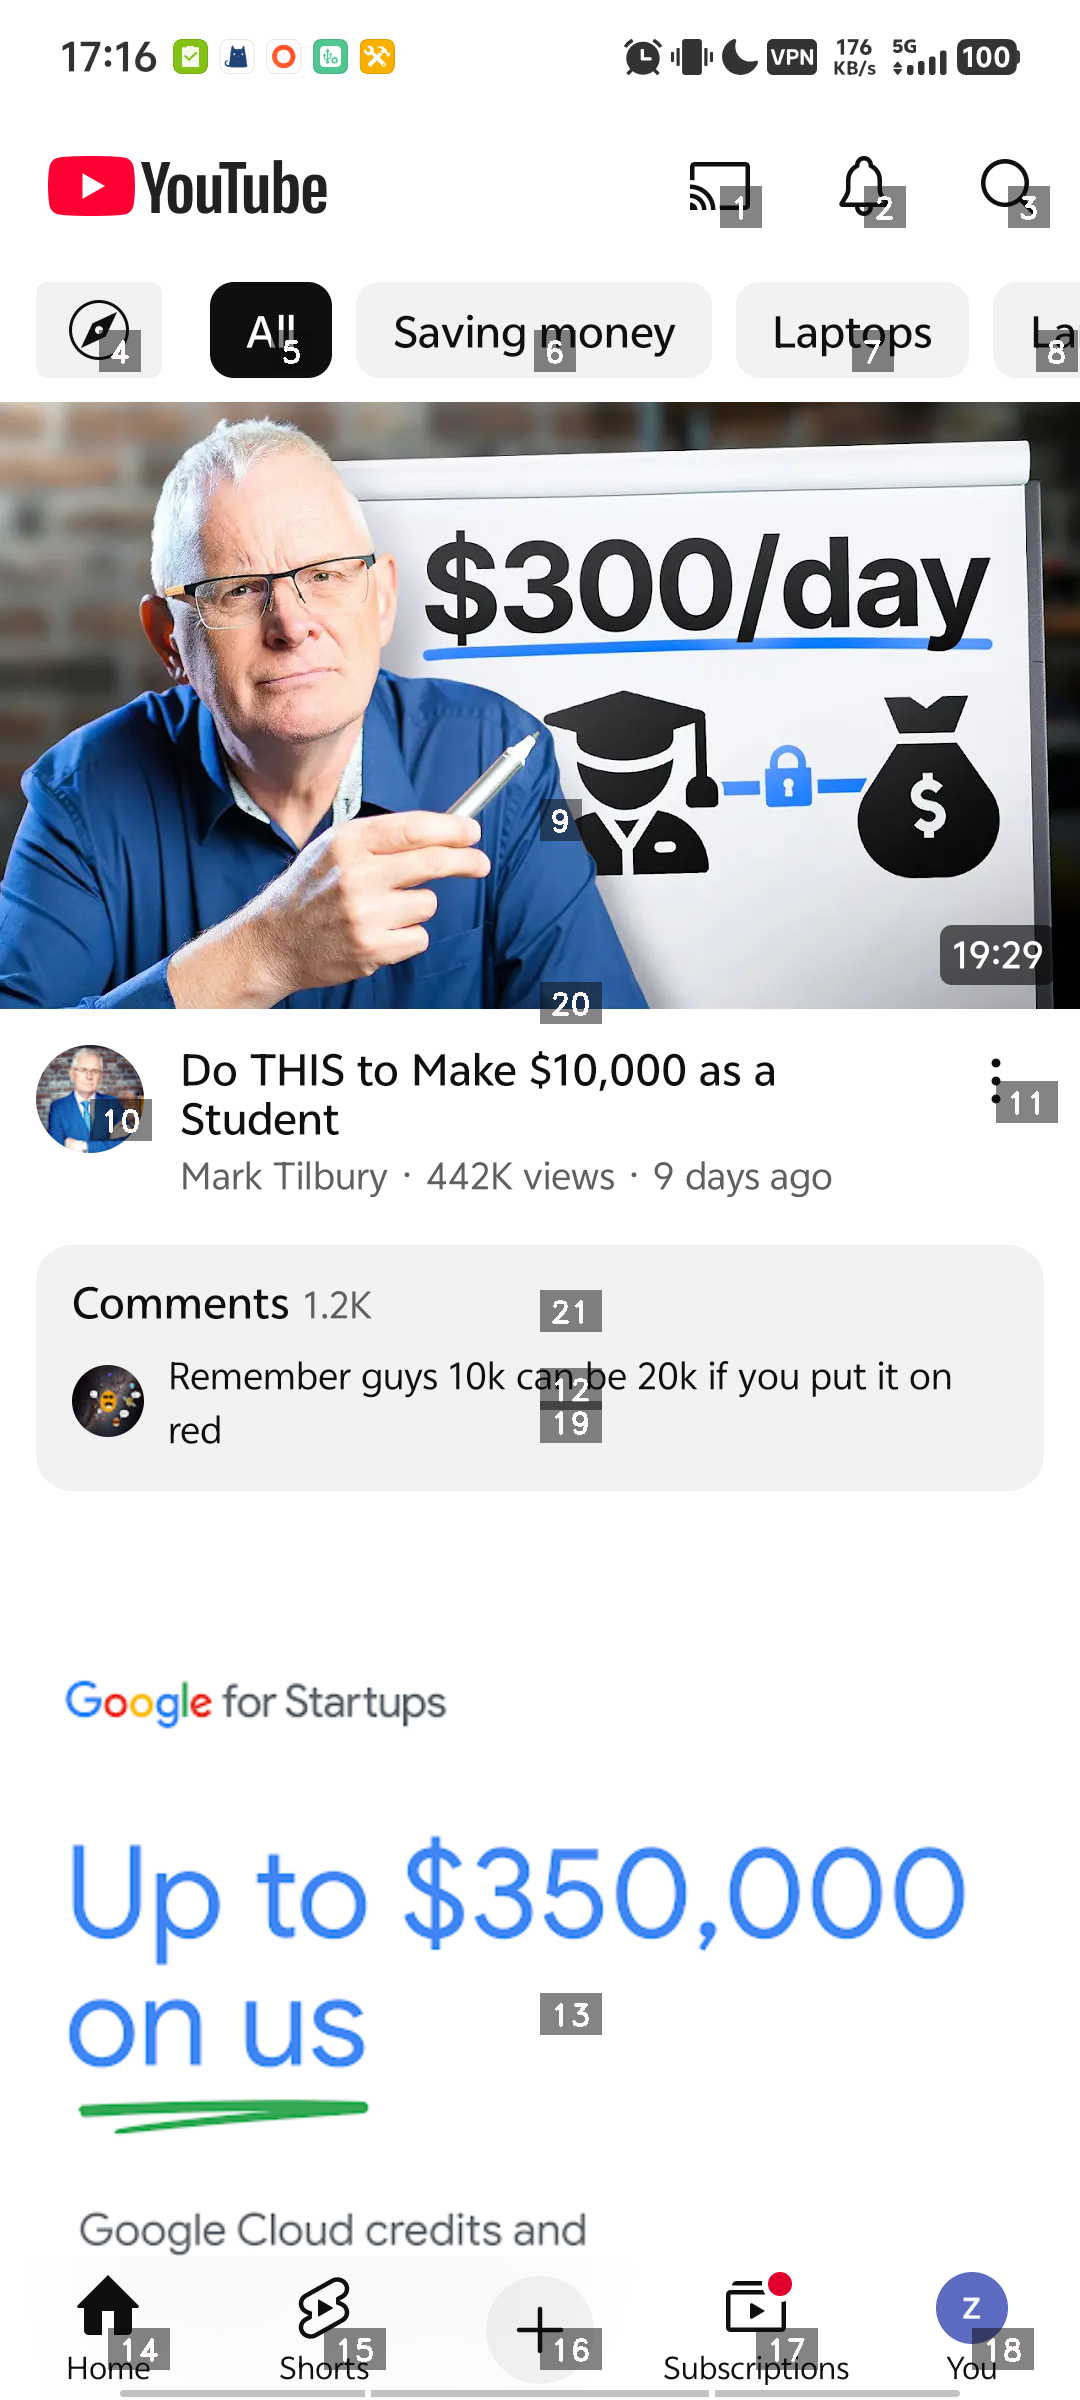 17:16 VPN 176 KB/s 5G 100
YouTube
1 2 3
All Saving money Laptops La
4 5 6 7 8
$300/day
$
9
19:29
20
Do THIS to Make $10,000 as a
Student
10 11
Mark Tilbury · 442K views · 9 days ago
Comments 1.2K
21
Remember guys 10k can be 20k if you put it on
red
12
19
Google for Startups
Up to $350,000
on us
13
Google Cloud credits and
Z
14 15 16 17 18
Home Shorts Subscriptions You